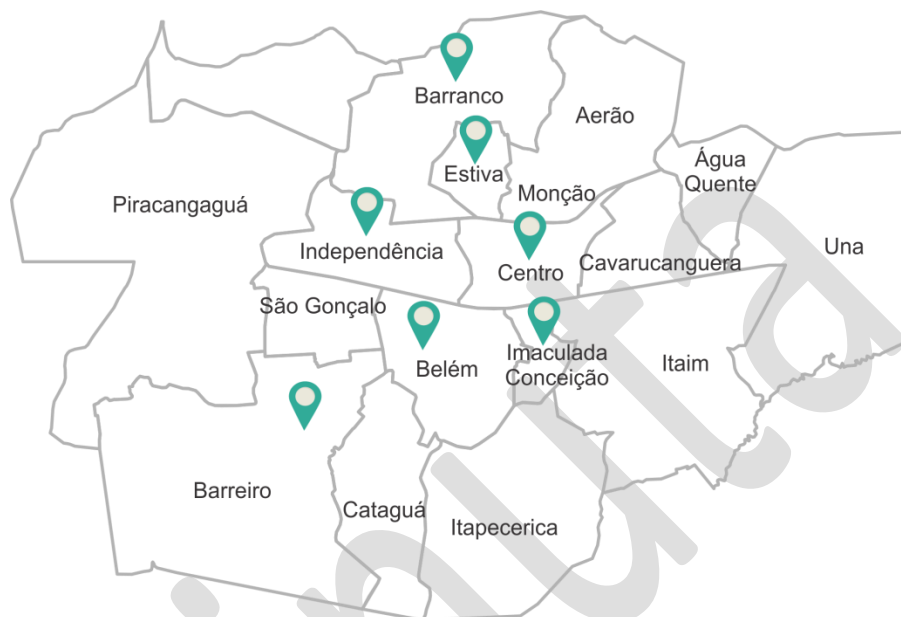 Barranco
Aerão
Água
Quente
Estiva
Monção
Piracangaguá
Independência
Centro
Cavarucanguera
Una
São Gonçalo
Imaculada
Conceição
Belém
Itaim
Barreiro
Cataguá
Itapecerica